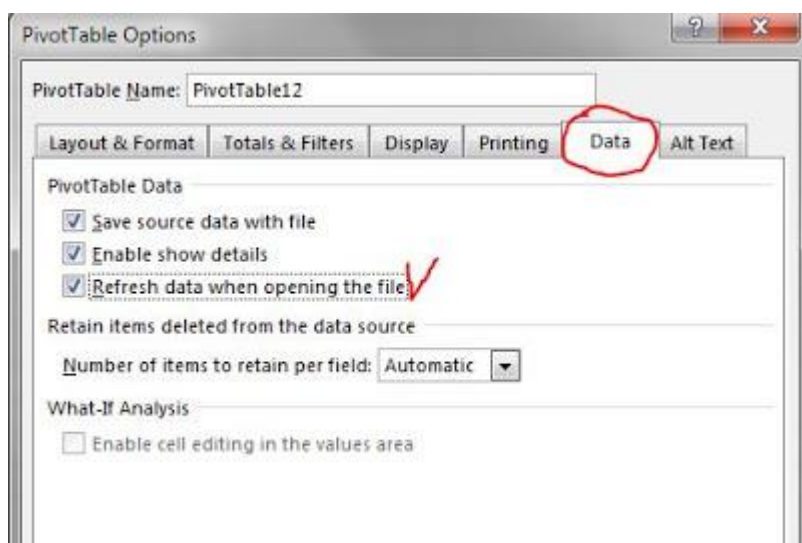 PivotTable Options
PivotTable Name: PivotTable12
Layout & Format Totals & Filters Display Printing Data Alt Text
PivotTable Data
Save source data with file
Enable show details
Refresh data when opening the file
Retain items deleted from the data source
Number of items to retain per field: Automatic
What-If Analysis
Enable cell editing in the values area